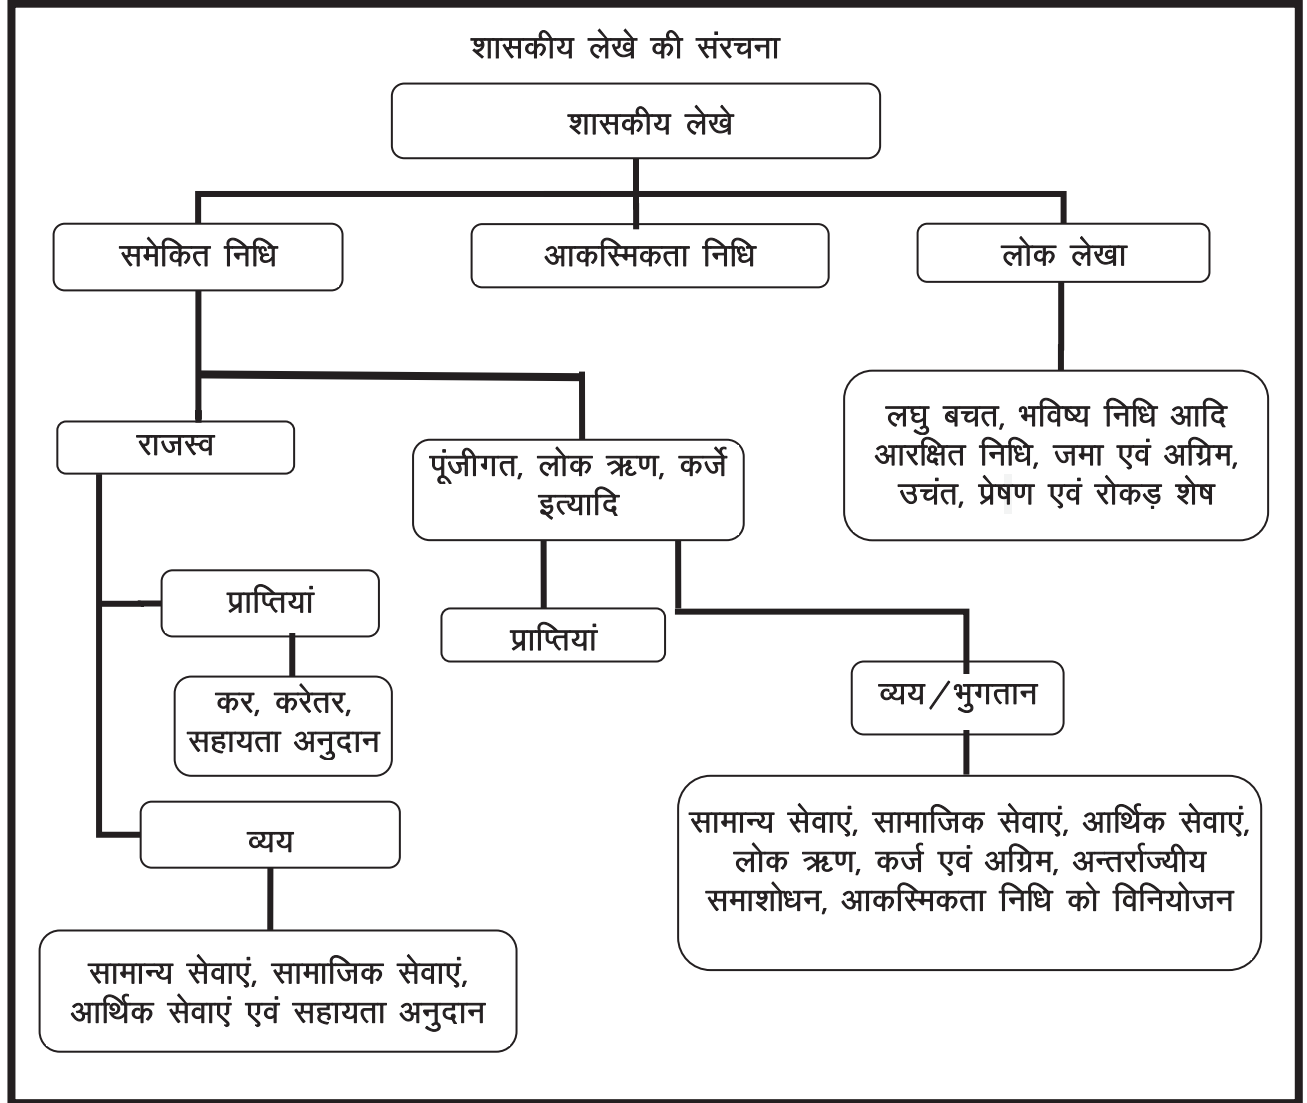 शासकीय लेखे की संरचना
शासकीय लेखे
समेकित निधि
आकस्मिकता निधि
लोक लेखा
राजस्व
पूंजीगत, लोक ऋण, कर्जे
इत्यादि
लघु बचत, भविष्य निधि आदि
आरक्षित निधि, जमा एवं अग्रिम,
उचंत, प्रेषण एवं रोकड़ शेष
प्राप्तियां
कर, करेतर,
सहायता अनुदान
प्राप्तियां
व्यय/भुगतान
व्यय
सामान्य सेवाएं, सामाजिक सेवाएं, आर्थिक सेवाएं,
लोक ऋण, कर्ज एवं अग्रिम, अन्तर्राज्यीय
समाशोधन, आकस्मिकता निधि को विनियोजन
सामान्य सेवाएं, सामाजिक सेवाएं,
आर्थिक सेवाएं एवं सहायता अनुदान